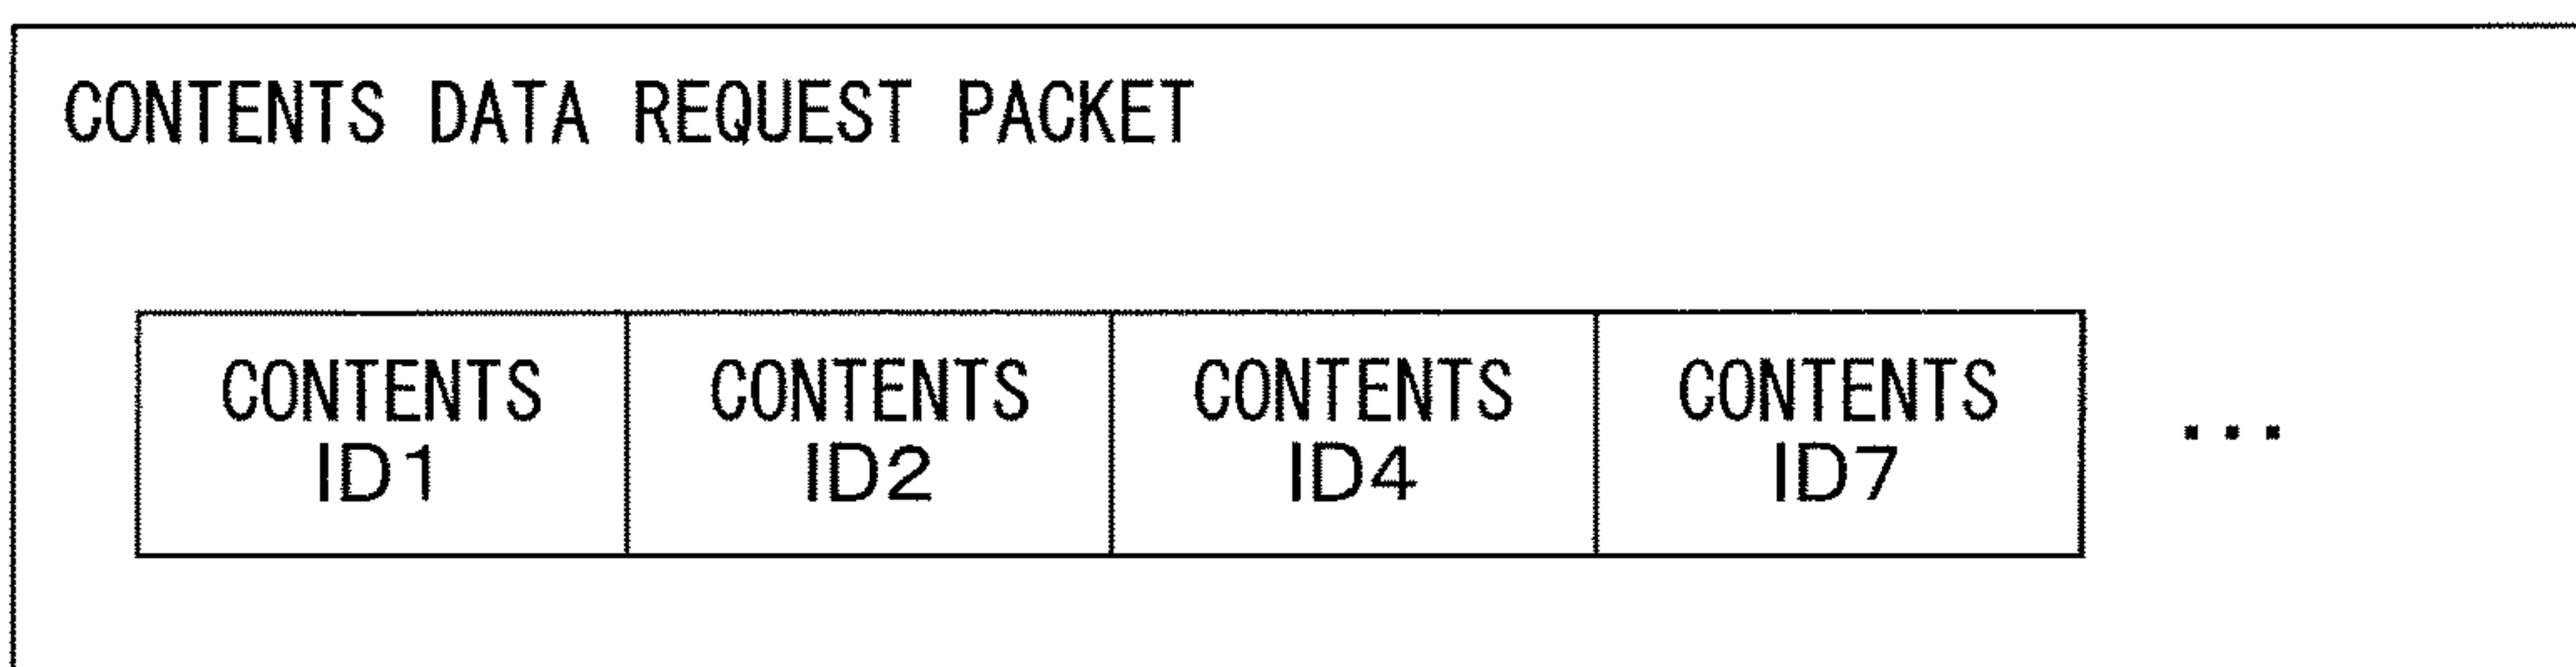 CONTENTS DATA REQUEST PACKET
CONTENTS ID1
CONTENTS ID2
CONTENTS ID4
CONTENTS ID7
...